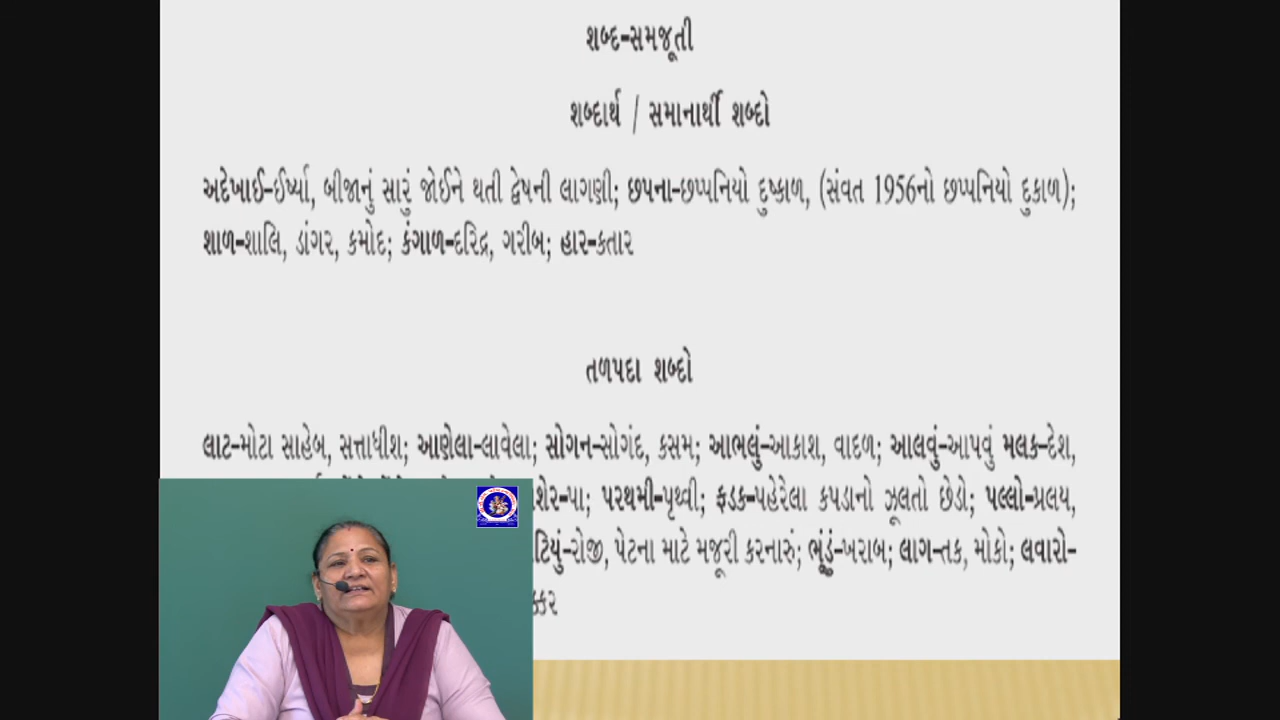 શબ્દ-સમજૂતી
શબ્દાર્થ / સમાનાર્થી શબ્દો
અદેખાઈ-ઈર્ષ્યા, બીજાનું સારું જોઈને થતી દ્વેષની લાગણી; છપના-છપ્પનિયો દુષ્કાળ, (સંવત 1956નો છપ્પનિયો દુકાળ);
શાળ-શાલિ, ડાંગર, કમોદ; કંગાળ-દરિદ્ર, ગરીબ; હાર-કતાર
તળપદા શબ્દો
લાટ-મોટા સાહેબ, સત્તાધીશ; આણેલા-લાવેલા; સોગન-સોગંદ, કસમ; આભલું-આકાશ, વાદળ; આલવું-આપવું મલક-દેશ,
શેર-પા; પરથમી-પૃથ્વી; ફડક-પહેરેલા કપડાનો ઝૂલતો છેડો; પલ્લો-પ્રલય,
ટિયું-રોજી, પેટના માટે મજૂરી કરનારું; ભૂંડું-ખરાબ; લાગ-તક, મોકો; લવારો-